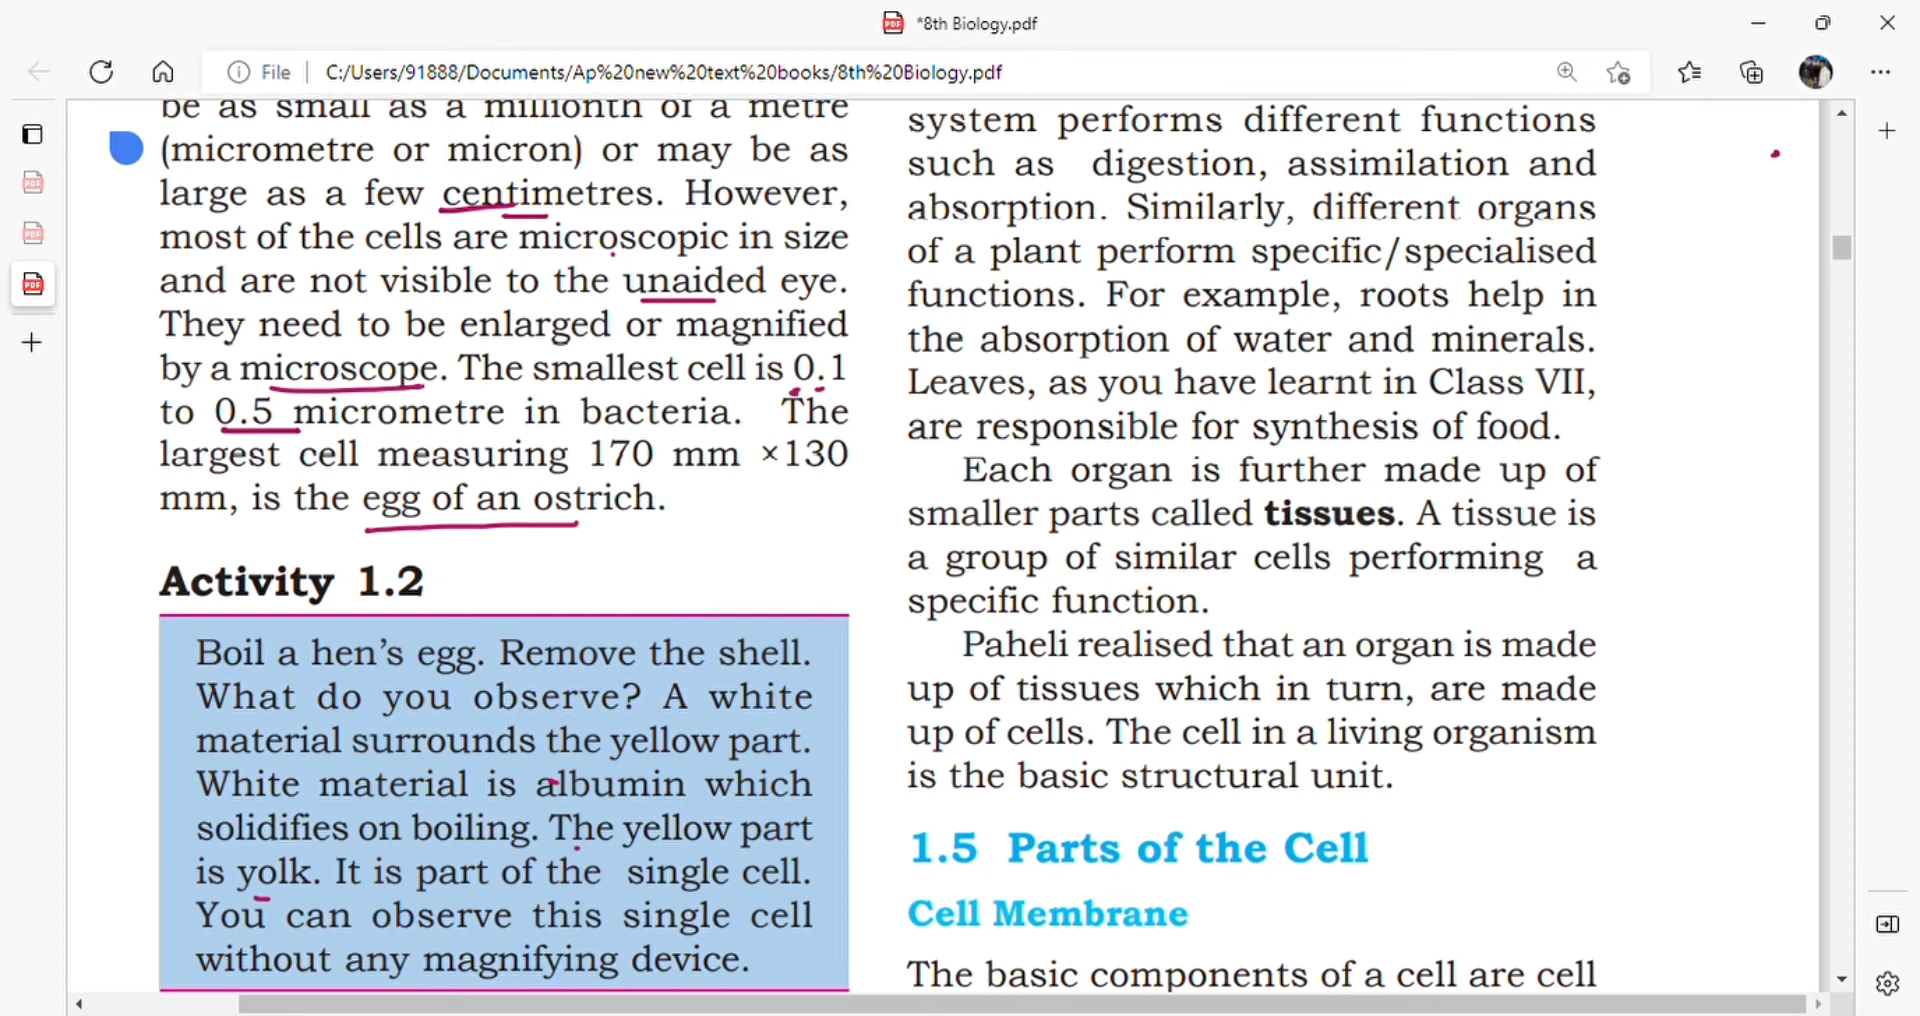 *8th Biology.pdf
File
C:/Users/91888/Documents/Ap%20new%20text%20books/8th%20Biology.pdf
be as small as a millionth of a metre
(micrometre or micron) or may be as
large as a few centimetres. However,
most of the cells are microscopic in size
and are not visible to the unaided eye.
They need to be enlarged or magnified
by a microscope. The smallest cell is 0.1
to 0.5 micrometre in bacteria. The
largest cell measuring 170 mm ×130
mm, is the egg of an ostrich.
Activity 1.2
Boil a hen’s egg. Remove the shell.
What do you observe? A white
material surrounds the yellow part.
White material is albumin which
solidifies on boiling. The yellow part
is yolk. It is part of the single cell.
You can observe this single cell
without any magnifying device.
system performs different functions
such as digestion, assimilation and
absorption. Similarly, different organs
of a plant perform specific/specialised
functions. For example, roots help in
the absorption of water and minerals.
Leaves, as you have learnt in Class VII,
are responsible for synthesis of food.
Each organ is further made up of
smaller parts called tissues. A tissue is
a group of similar cells performing a
specific function.
Paheli realised that an organ is made
up of tissues which in turn, are made
up of cells. The cell in a living organism
is the basic structural unit.
1.5 Parts of the Cell
Cell Membrane
The basic components of a cell are cell